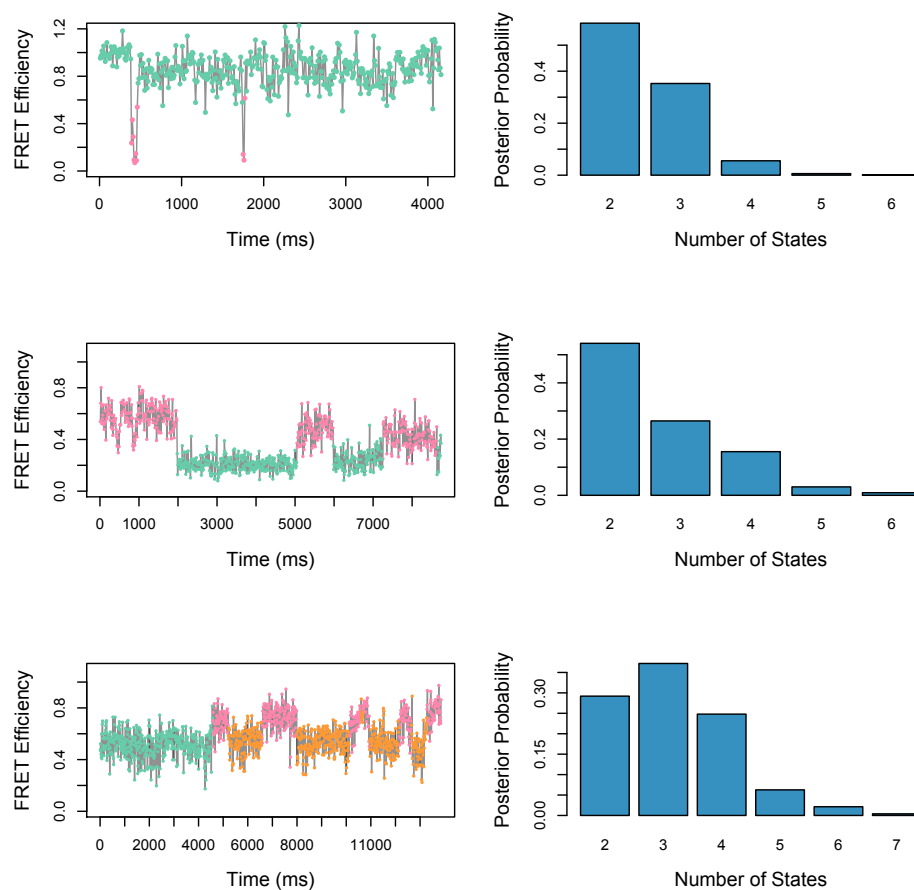 FRET Efficiency
0.0 0.4 0.8 1.2
0 1000 2000 3000 4000
Time (ms)
Posterior Probability
0.0 0.2 0.4
2 3 4 5 6
Number of States
FRET Efficiency
0.0 0.4 0.8
0 1000 3000 5000 7000
Time (ms)
Posterior Probability
0.0 0.2 0.4
2 3 4 5 6
Number of States
FRET Efficiency
0.0 0.4 0.8
0 2000 4000 6000 8000 11000
Time (ms)
Posterior Probability
0.00 0.15 0.30
2 3 4 5 6 7
Number of States